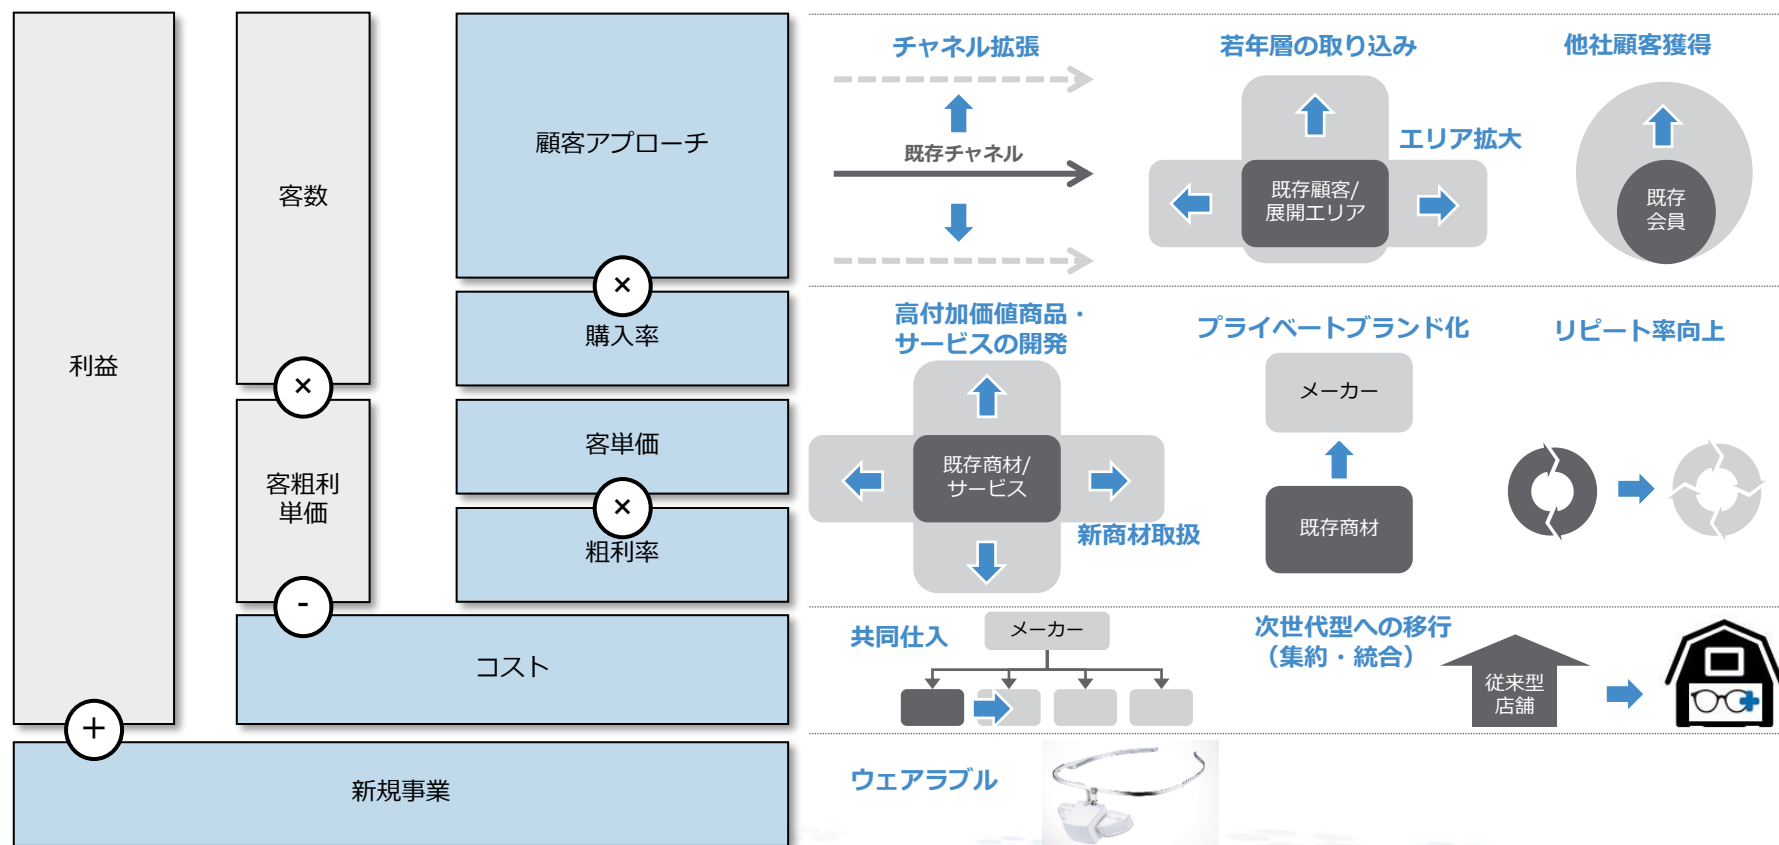 利益
客数
×
客粗利
単価
-
+
顧客アプローチ
×
購入率
客単価
×
粗利率
コスト
新規事業
チャネル拡張
既存チャネル
若年層の取り込み
エリア拡大
既存顧客/
展開エリア
他社顧客獲得
既存
会員
高付加価値商品・
サービスの開発
既存商材/
サービス
新商材取扱
プライベートブランド化
メーカー
既存商材
リピート率向上
共同仕入
メーカー
次世代型への移行
（集約・統合）
従来型
店舗
ウェアラブル